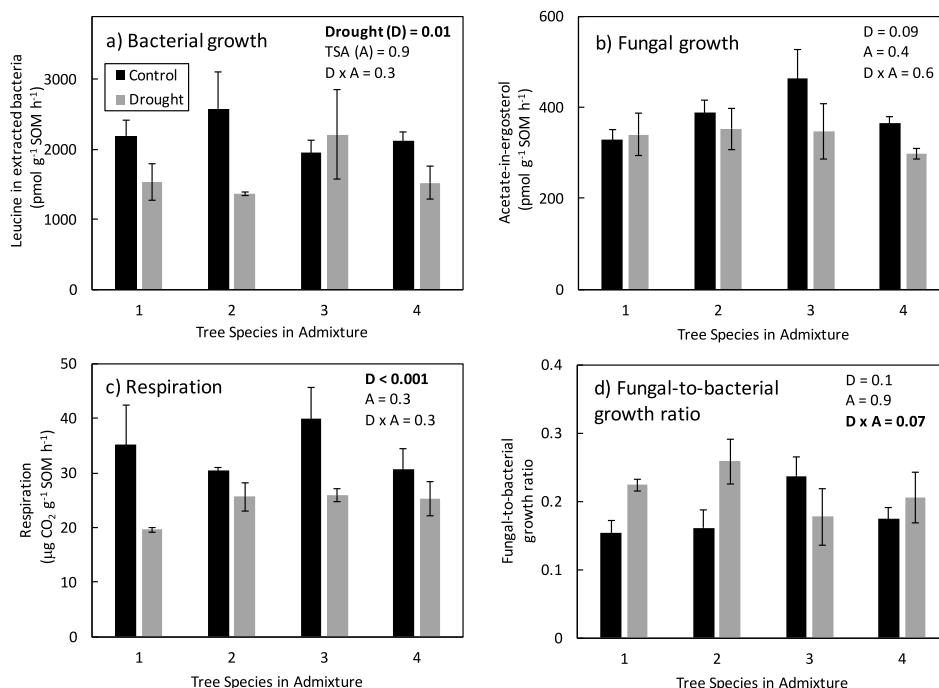 a) Bacterial growth
Drought (D) = 0.01
TSA (A) = 0.9
D x A = 0.3
Control
Drought
Leucine in extracted bacteria
(pmol g⁻¹ SOM h⁻¹)
3000
2000
1000
0
1 2 3 4
Tree Species in Admixture
b) Fungal growth
D = 0.09
A = 0.4
D x A = 0.6
Acetate-in-ergosterol
(pmol g⁻¹ SOM h⁻¹)
600
400
200
0
1 2 3 4
Tree Species in Admixture
c) Respiration
D < 0.001
A = 0.3
D x A = 0.3
Respiration
(µg CO₂ g⁻¹ SOM h⁻¹)
50
40
30
20
10
0
1 2 3 4
Tree Species in Admixture
d) Fungal-to-bacterial
growth ratio
D = 0.1
A = 0.9
D x A = 0.07
Fungal-to-bacterial
growth ratio
0.4
0.3
0.2
0.1
0
1 2 3 4
Tree Species in Admixture